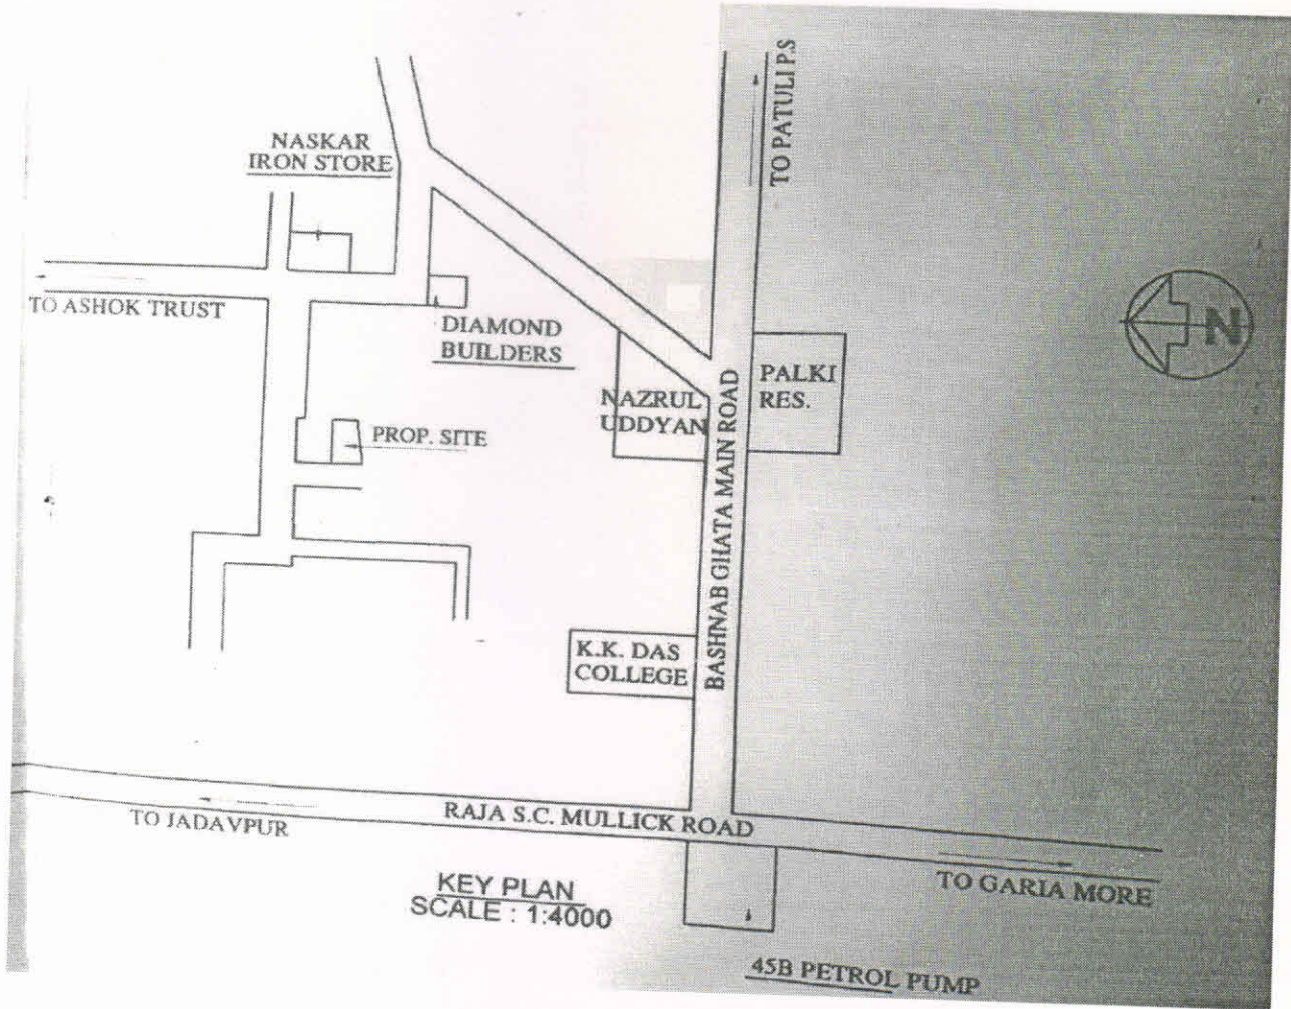 TO PATULI P.S
NASKAR
IRON STORE
TO ASHOK TRUST
DIAMOND
BUILDERS
NAZRUL
UDDYAN
PALKI
RES.
N
PROP. SITE
BASHNAB GHATA MAIN ROAD
K.K. DAS
COLLEGE
RAJA S.C. MULLICK ROAD
TO JADAVPUR
TO GARIA MORE
KEY PLAN
SCALE : 1:4000
45B PETROL PUMP